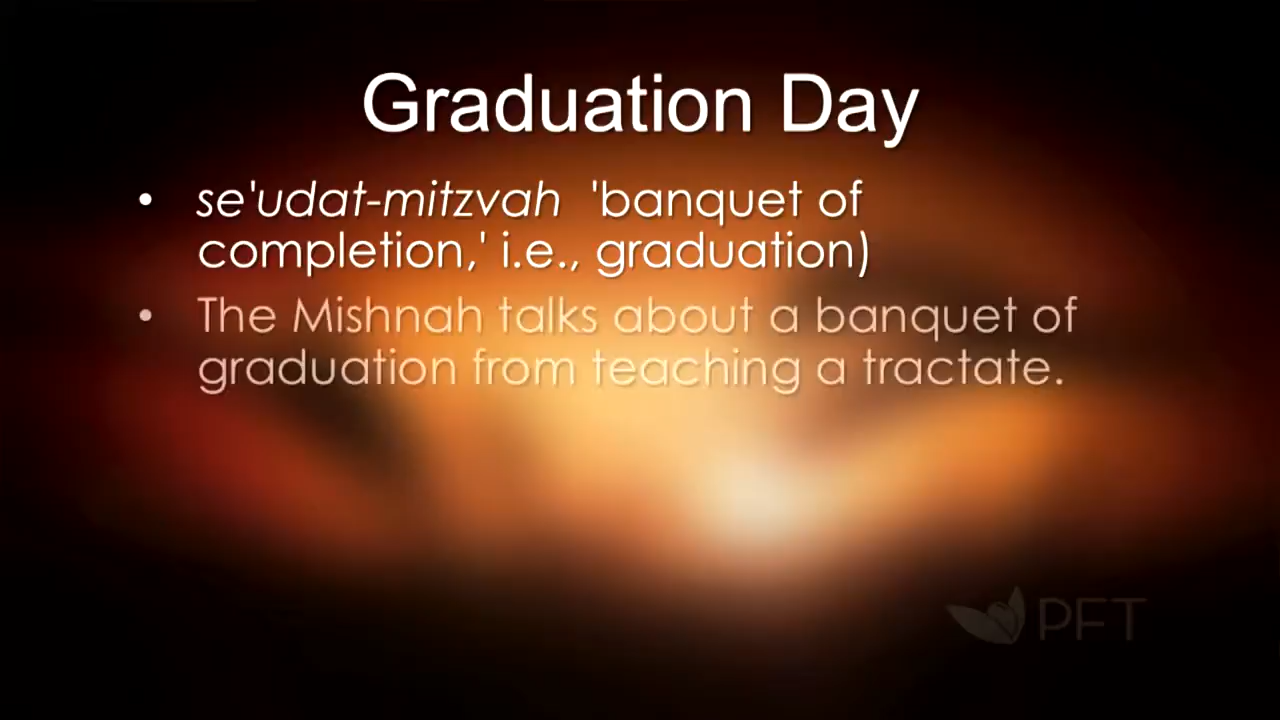 Graduation Day
• se'udat-mitzvah 'banquet of
completion,' i.e., graduation)
• The Mishnah talks about a banquet of
graduation from teaching a tractate.
PFT